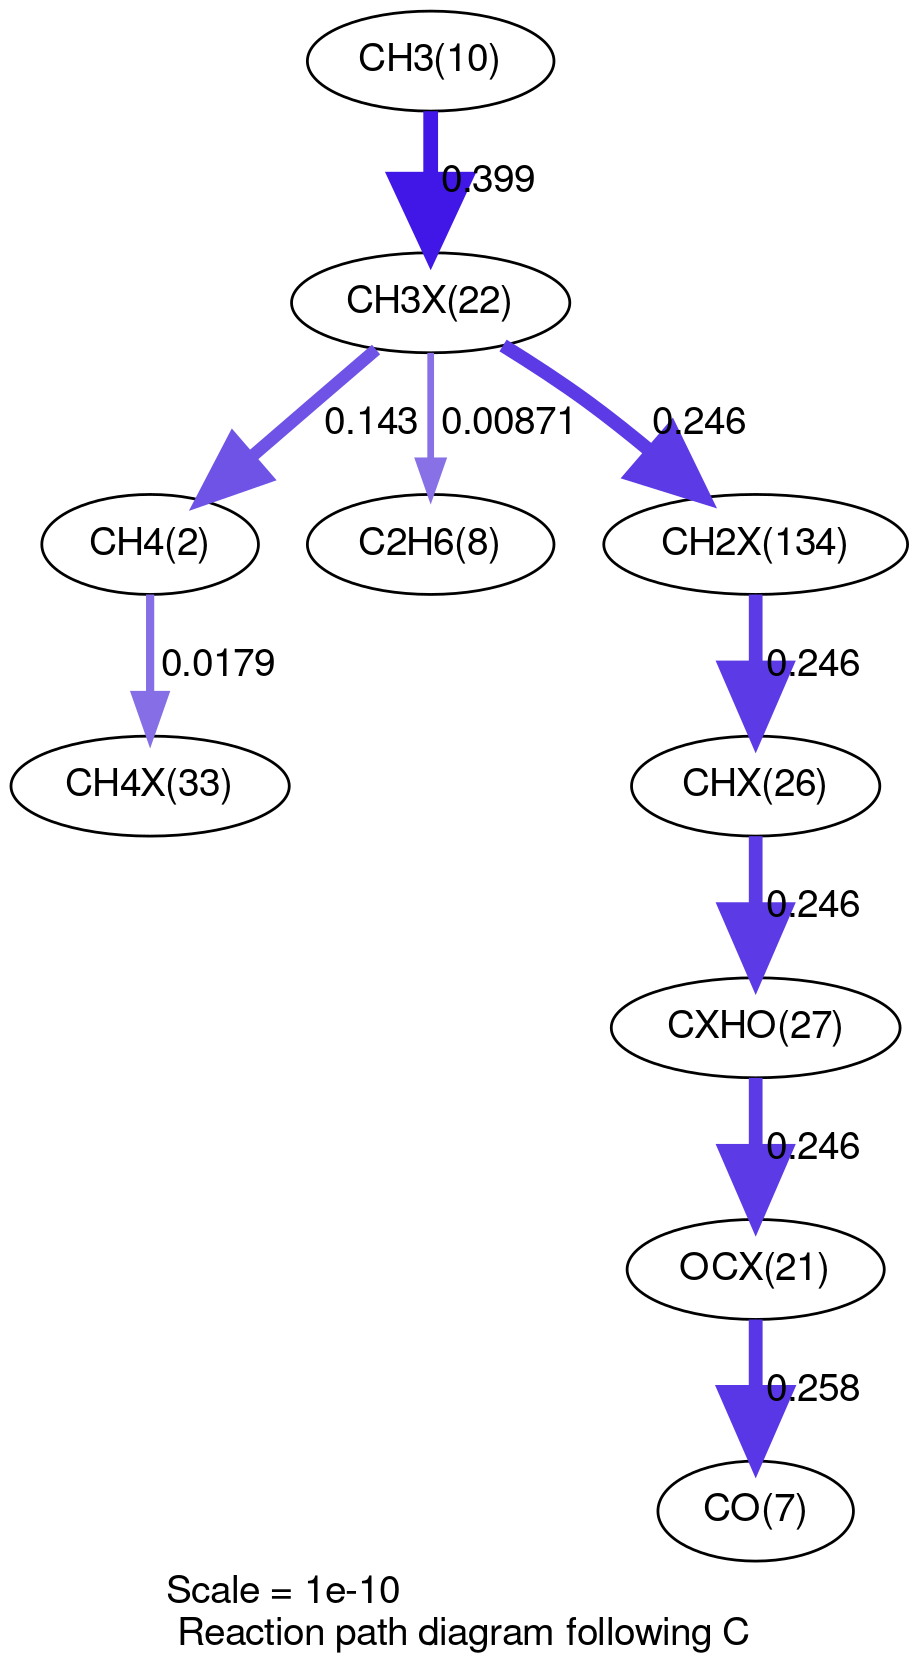 CH3(10)
0.399
CH3X(22)
0.143
0.00871
0.246
CH4(2)
C2H6(8)
CH2X(134)
0.0179
0.246
CH4X(33)
CHX(26)
0.246
CXHO(27)
0.246
OCX(21)
0.258
CO(7)
Scale = 1e-10
Reaction path diagram following C